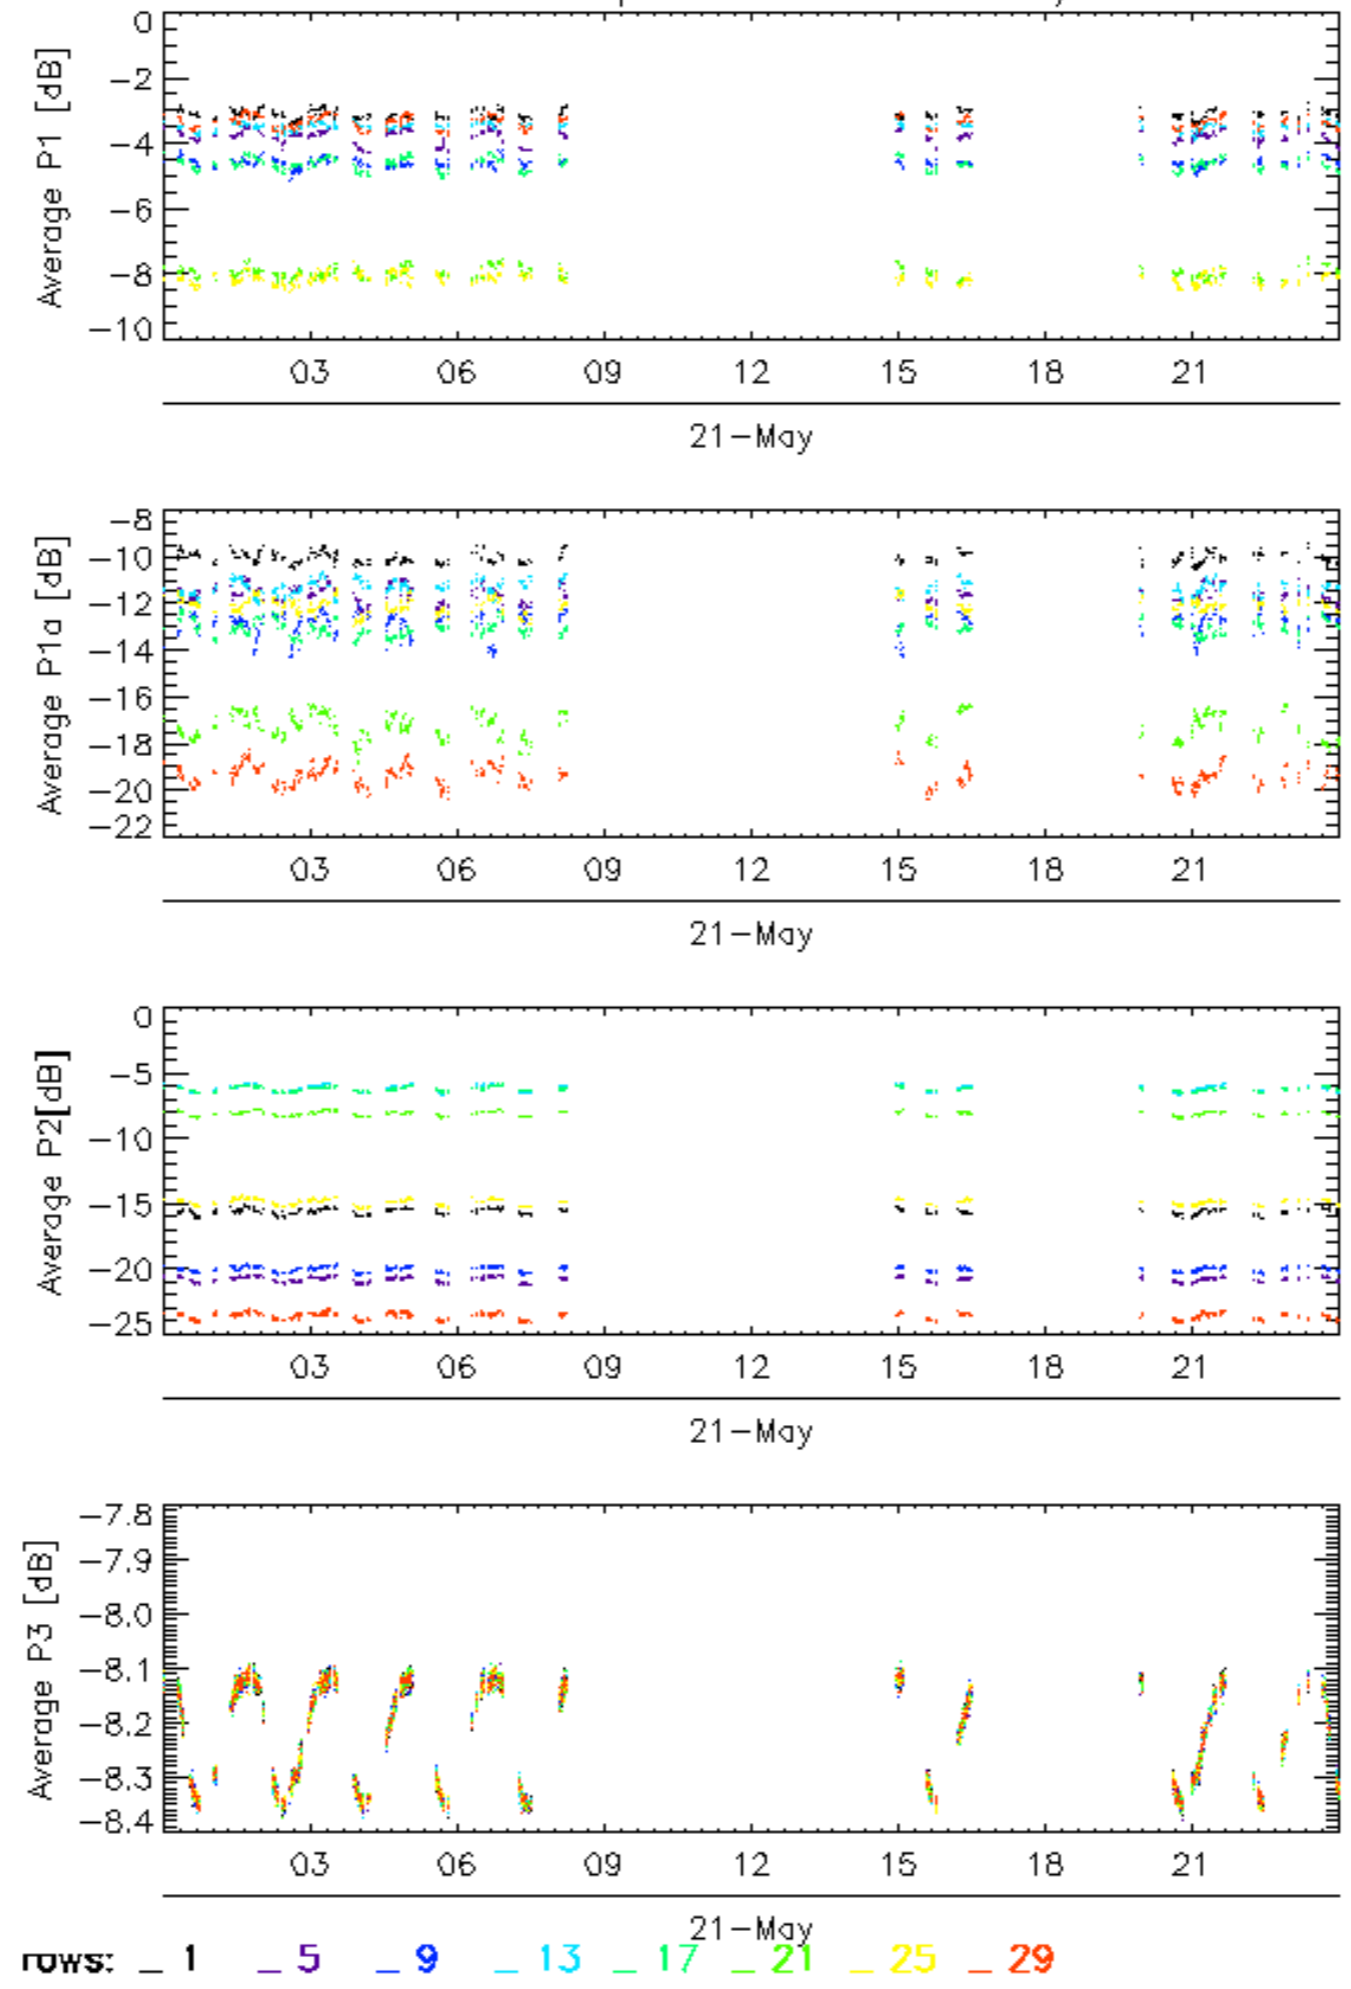 0
-2
-4
-6
-8
-10
Average P1 [dB]
03 06 09 12 15 18 21
21-May
-8
-10
-12
-14
-16
-18
-20
-22
Average P1a [dB]
03 06 09 12 15 18 21
21-May
0
-5
-10
-15
-20
-25
Average P2[dB]
03 06 09 12 15 18 21
21-May
-7.8
-7.9
-8.0
-8.1
-8.2
-8.3
-8.4
Average P3 [dB]
03 06 09 12 15 18 21
21-May
rows: _ 1 _ 5 _ 9 _ 13 _ 17 _ 21 _ 25 _ 29